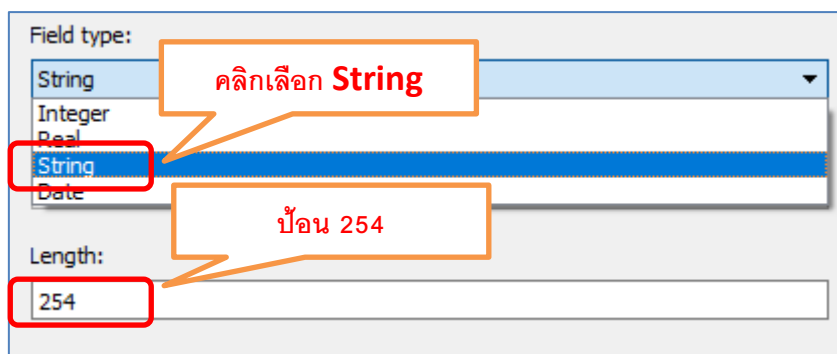 Field type:
String
คลิกเลือก String
Integer
Real
String
Date
ป้อน 254
Length:
254